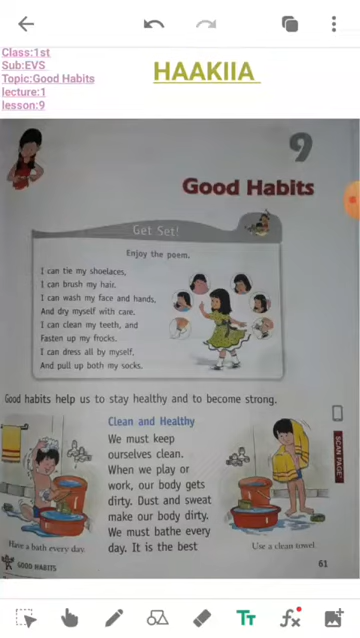 Class:1st
Sub:EVS
Topic:Good Habits
lecture:1
lesson:9
HAAKIIA
9
Good Habits
Get Set!
Enjoy the poem.
I can tie my shoelaces,
I can brush my hair.
I can wash my face and hands,
And dry myself with care.
I can clean my teeth, and
Fasten up my frocks.
I can dress all by myself,
And pull up both my socks.
Good habits help us to stay healthy and to become strong.
Clean and Healthy
We must keep
ourselves clean.
When we play or
work, our body gets
dirty. Dust and sweat
make our body dirty.
We must bathe every
day. It is the best
Have a bath every day.
Use a clean towel.
SCAN PAGE
GOOD HABITS
61
Tт
fx